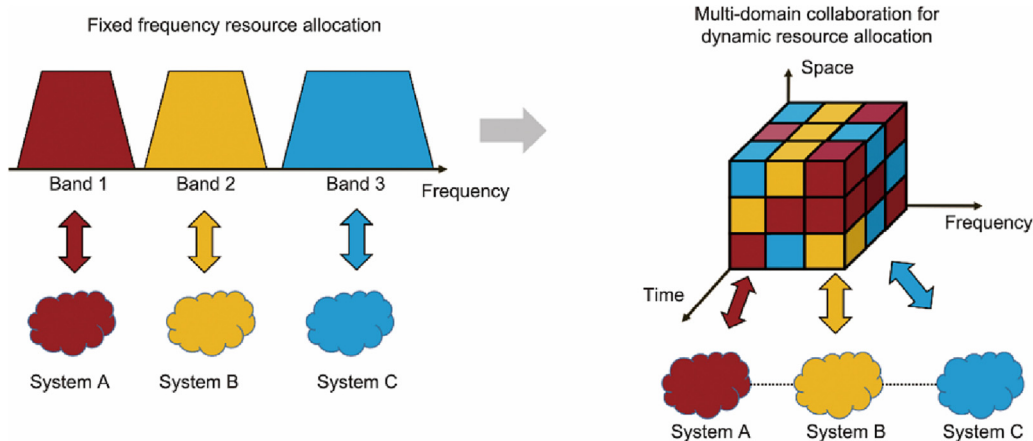 Fixed frequency resource allocation
Band 1
Band 2
Band 3
Frequency
System A
System B
System C
Multi-domain collaboration for
dynamic resource allocation
Space
Frequency
Time
System A
System B
System C